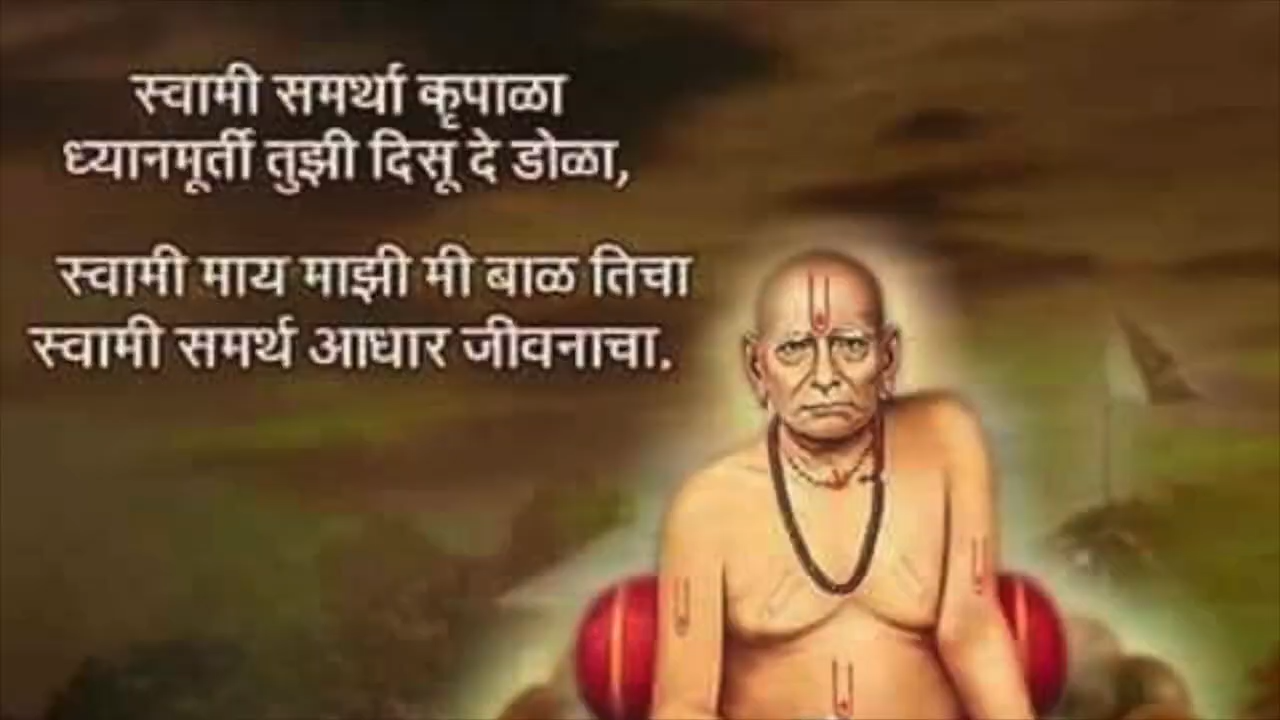 स्वामी समर्था कृपाळा
ध्यानमूर्ती तुझी दिसू दे डोळा,
स्वामी माय माझी मी बाळ तिचा
स्वामी समर्थ आधार जीवनाचा.